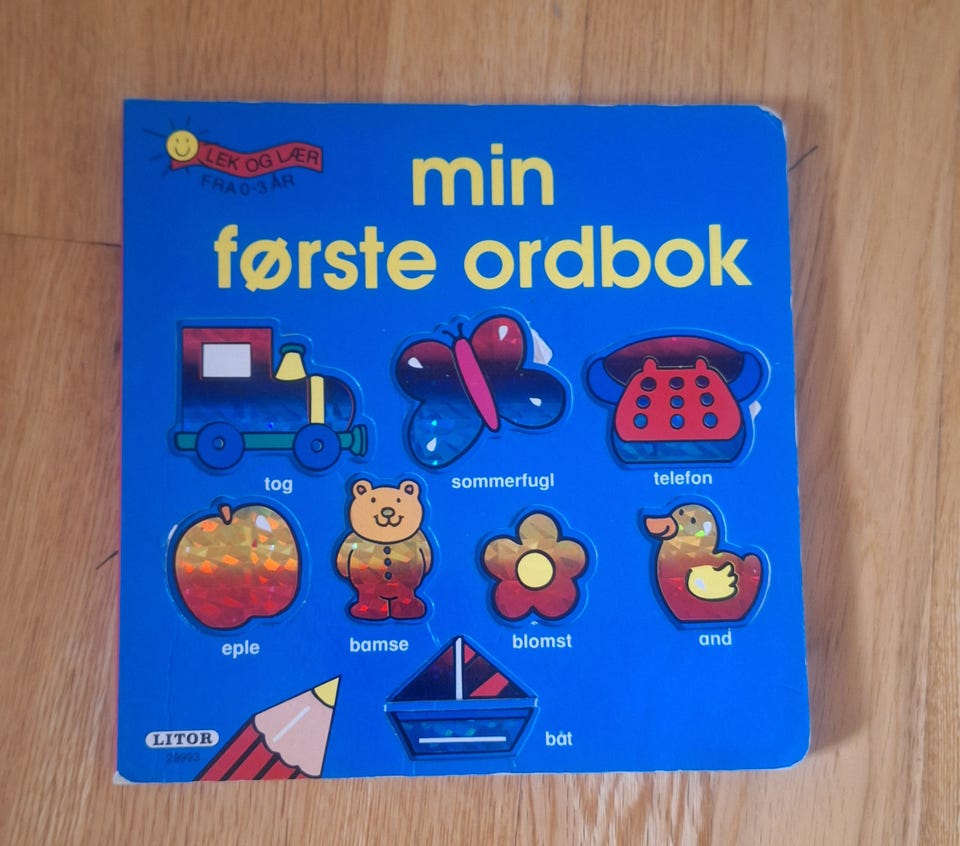 LEK OG LÆR
FRA 0-3 ÅR
min
første ordbok
tog
sommerfugl
telefon
eple
bamse
blomst
and
båt
LITOR
28993